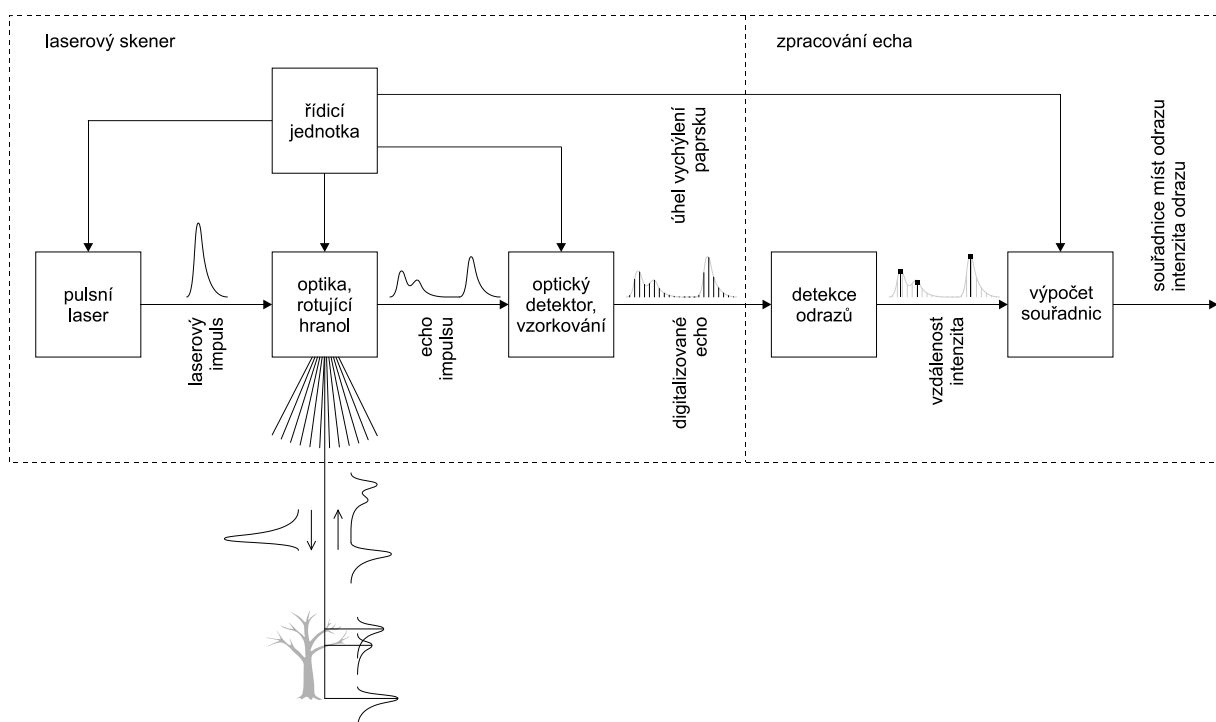 laserový skener
zpracování echa
řídicí
jednotka
úhel vychýlení
paprsku
souřadnice míst odrazu
intenzita odrazu
pulsní
laser
laserový
impuls
optika,
rotující
hranol
echo
impulsu
optický
detektor,
vzorkování
digitalizované
echo
detekce
odrazů
vzdálenost
intenzita
výpočet
souřadnic